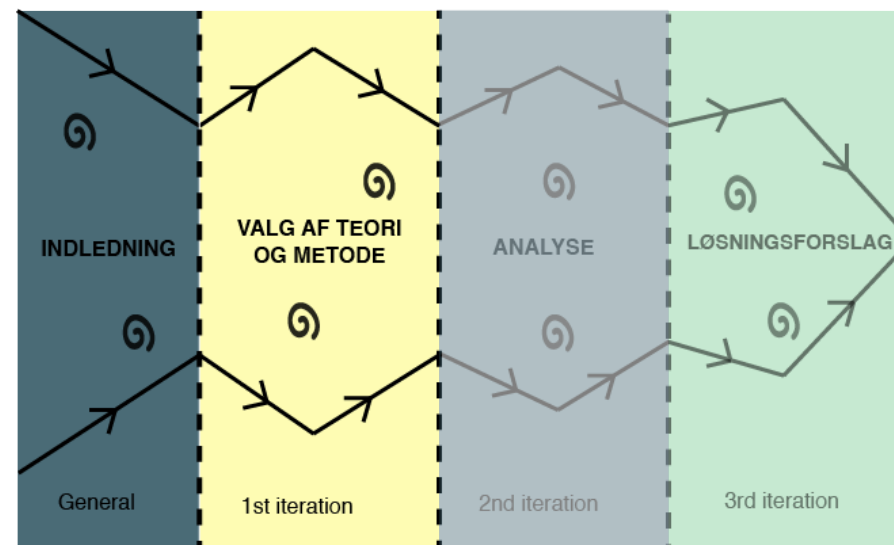 INDLEDNING
VALG AF TEORI
OG METODE
ANALYSE
LØSNINGSFORSLAG
General
1st iteration
2nd iteration
3rd iteration